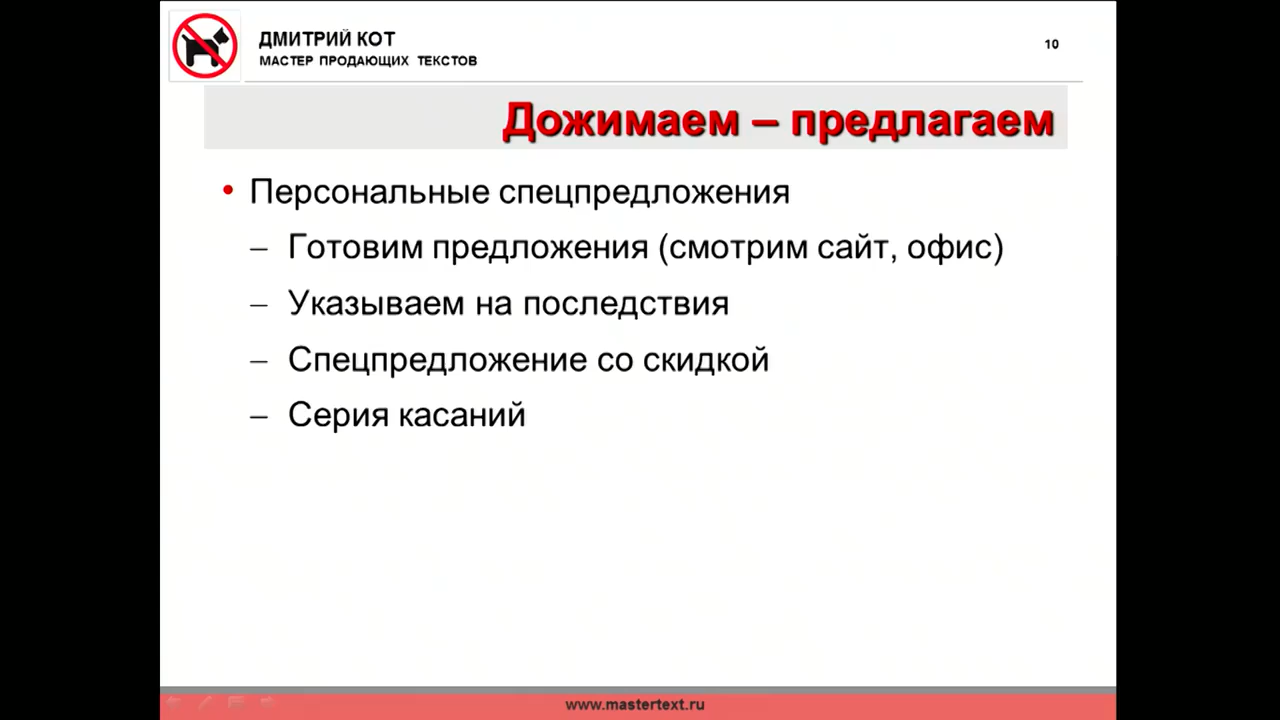 ДМИТРИЙ КОТ
МАСТЕР ПРОДАЮЩИХ ТЕКСТОВ
10
Дожимаем – предлагаем
• Персональные спецпредложения
– Готовим предложения (смотрим сайт, офис)
– Указываем на последствия
– Спецпредложение со скидкой
– Серия касаний
www.mastertext.ru